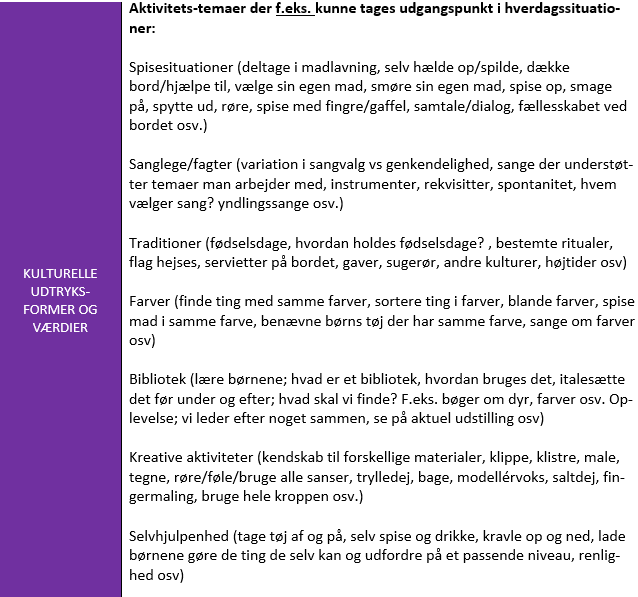 Aktivitets-temaer der f.eks. kunne tages udgangspunkt i hverdagssituatio-
ner:
Spisesituationer (deltage i madlavning, selv hælde op/spilde, dække
bord/hjælpe til, vælge sin egen mad, smøre sin egen mad, spise op, smage
på, spytte ud, røre, spise med fingre/gaffel, samtale/dialog, fællesskabet ved
bordet osv.)
Sanglege/fagter (variation i sangvalg vs genkendelighed, sange der understøt-
ter temaer man arbejder med, instrumenter, rekvisitter, spontanitet, hvem
vælger sang? yndlingssange osv.)
Traditioner (fødselsdage, hvordan holdes fødselsdage? , bestemte ritualer,
flag hejses, servietter på bordet, gaver, sugerør, andre kulturer, højtider osv)
KULTURELLE
UDTRYKS-
FORMER OG
VÆRDIER
Farver (finde ting med samme farver, sortere ting i farver, blande farver, spise
mad i samme farve, benævne børns tøj der har samme farve, sange om farver
osv)
Bibliotek (lære børnene; hvad er et bibliotek, hvordan bruges det, italesætte
det før under og efter; hvad skal vi finde? F.eks. bøger om dyr, farver osv. Op-
levelse; vi leder efter noget sammen, se på aktuel udstilling osv)
Kreative aktiviteter (kendskab til forskellige materialer, klippe, klistre, male,
tegne, røre/føle/bruge alle sanser, trylledej, bage, modellérvoks, saltdej, fin-
germaling, bruge hele kroppen osv.)
Selvhjulpenhed (tage tøj af og på, selv spise og drikke, kravle op og ned, lade
børnene gøre de ting de selv kan og udfordre på et passende niveau, renlig-
hed osv)